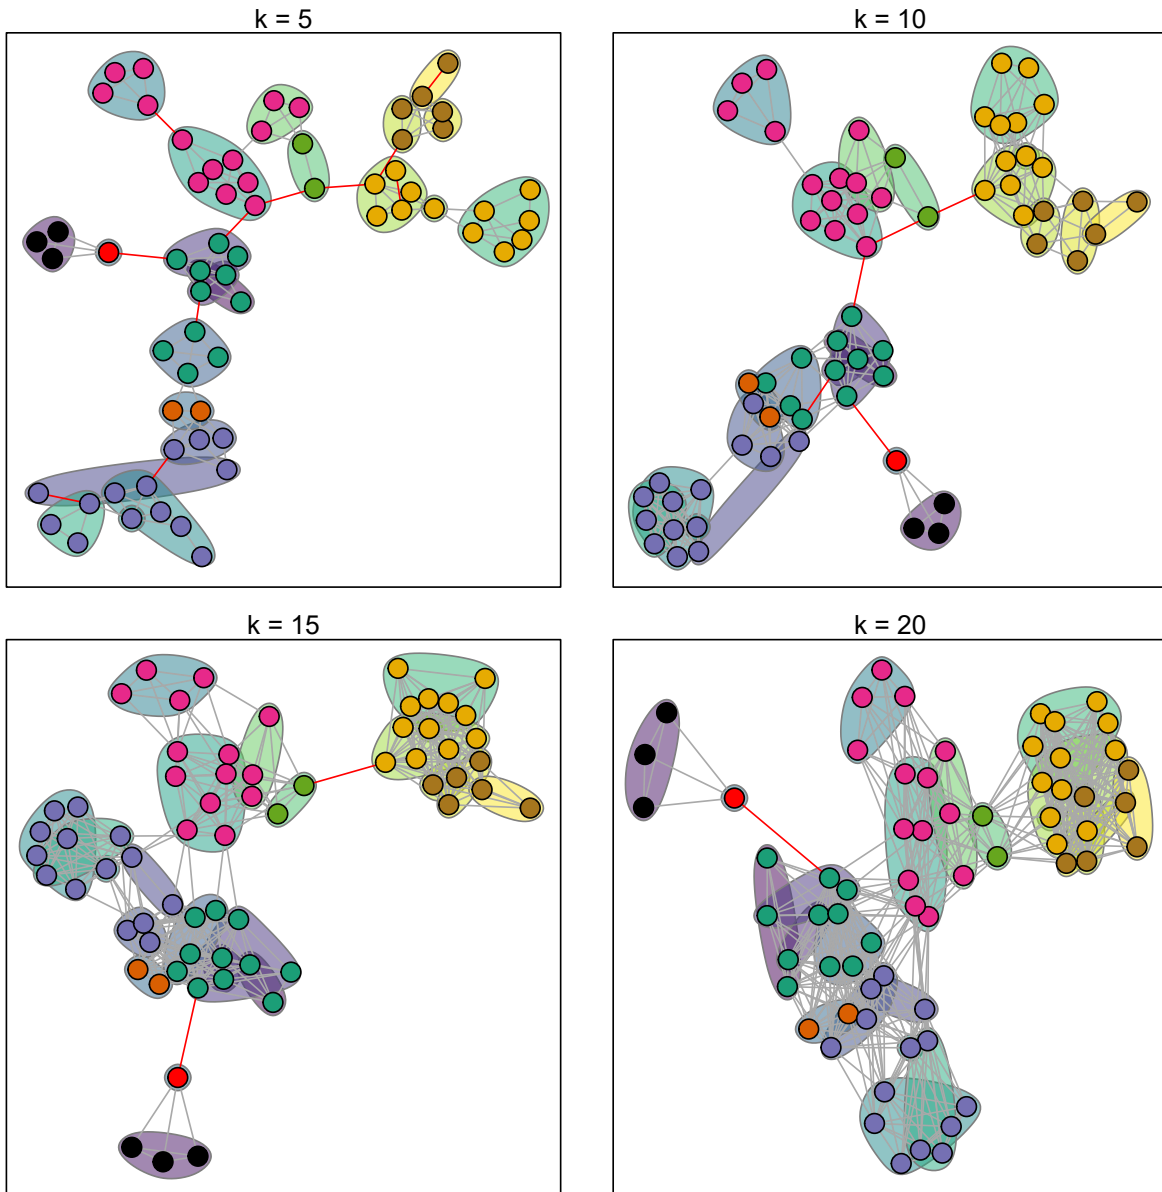 k = 5
k = 10
k = 15
k = 20